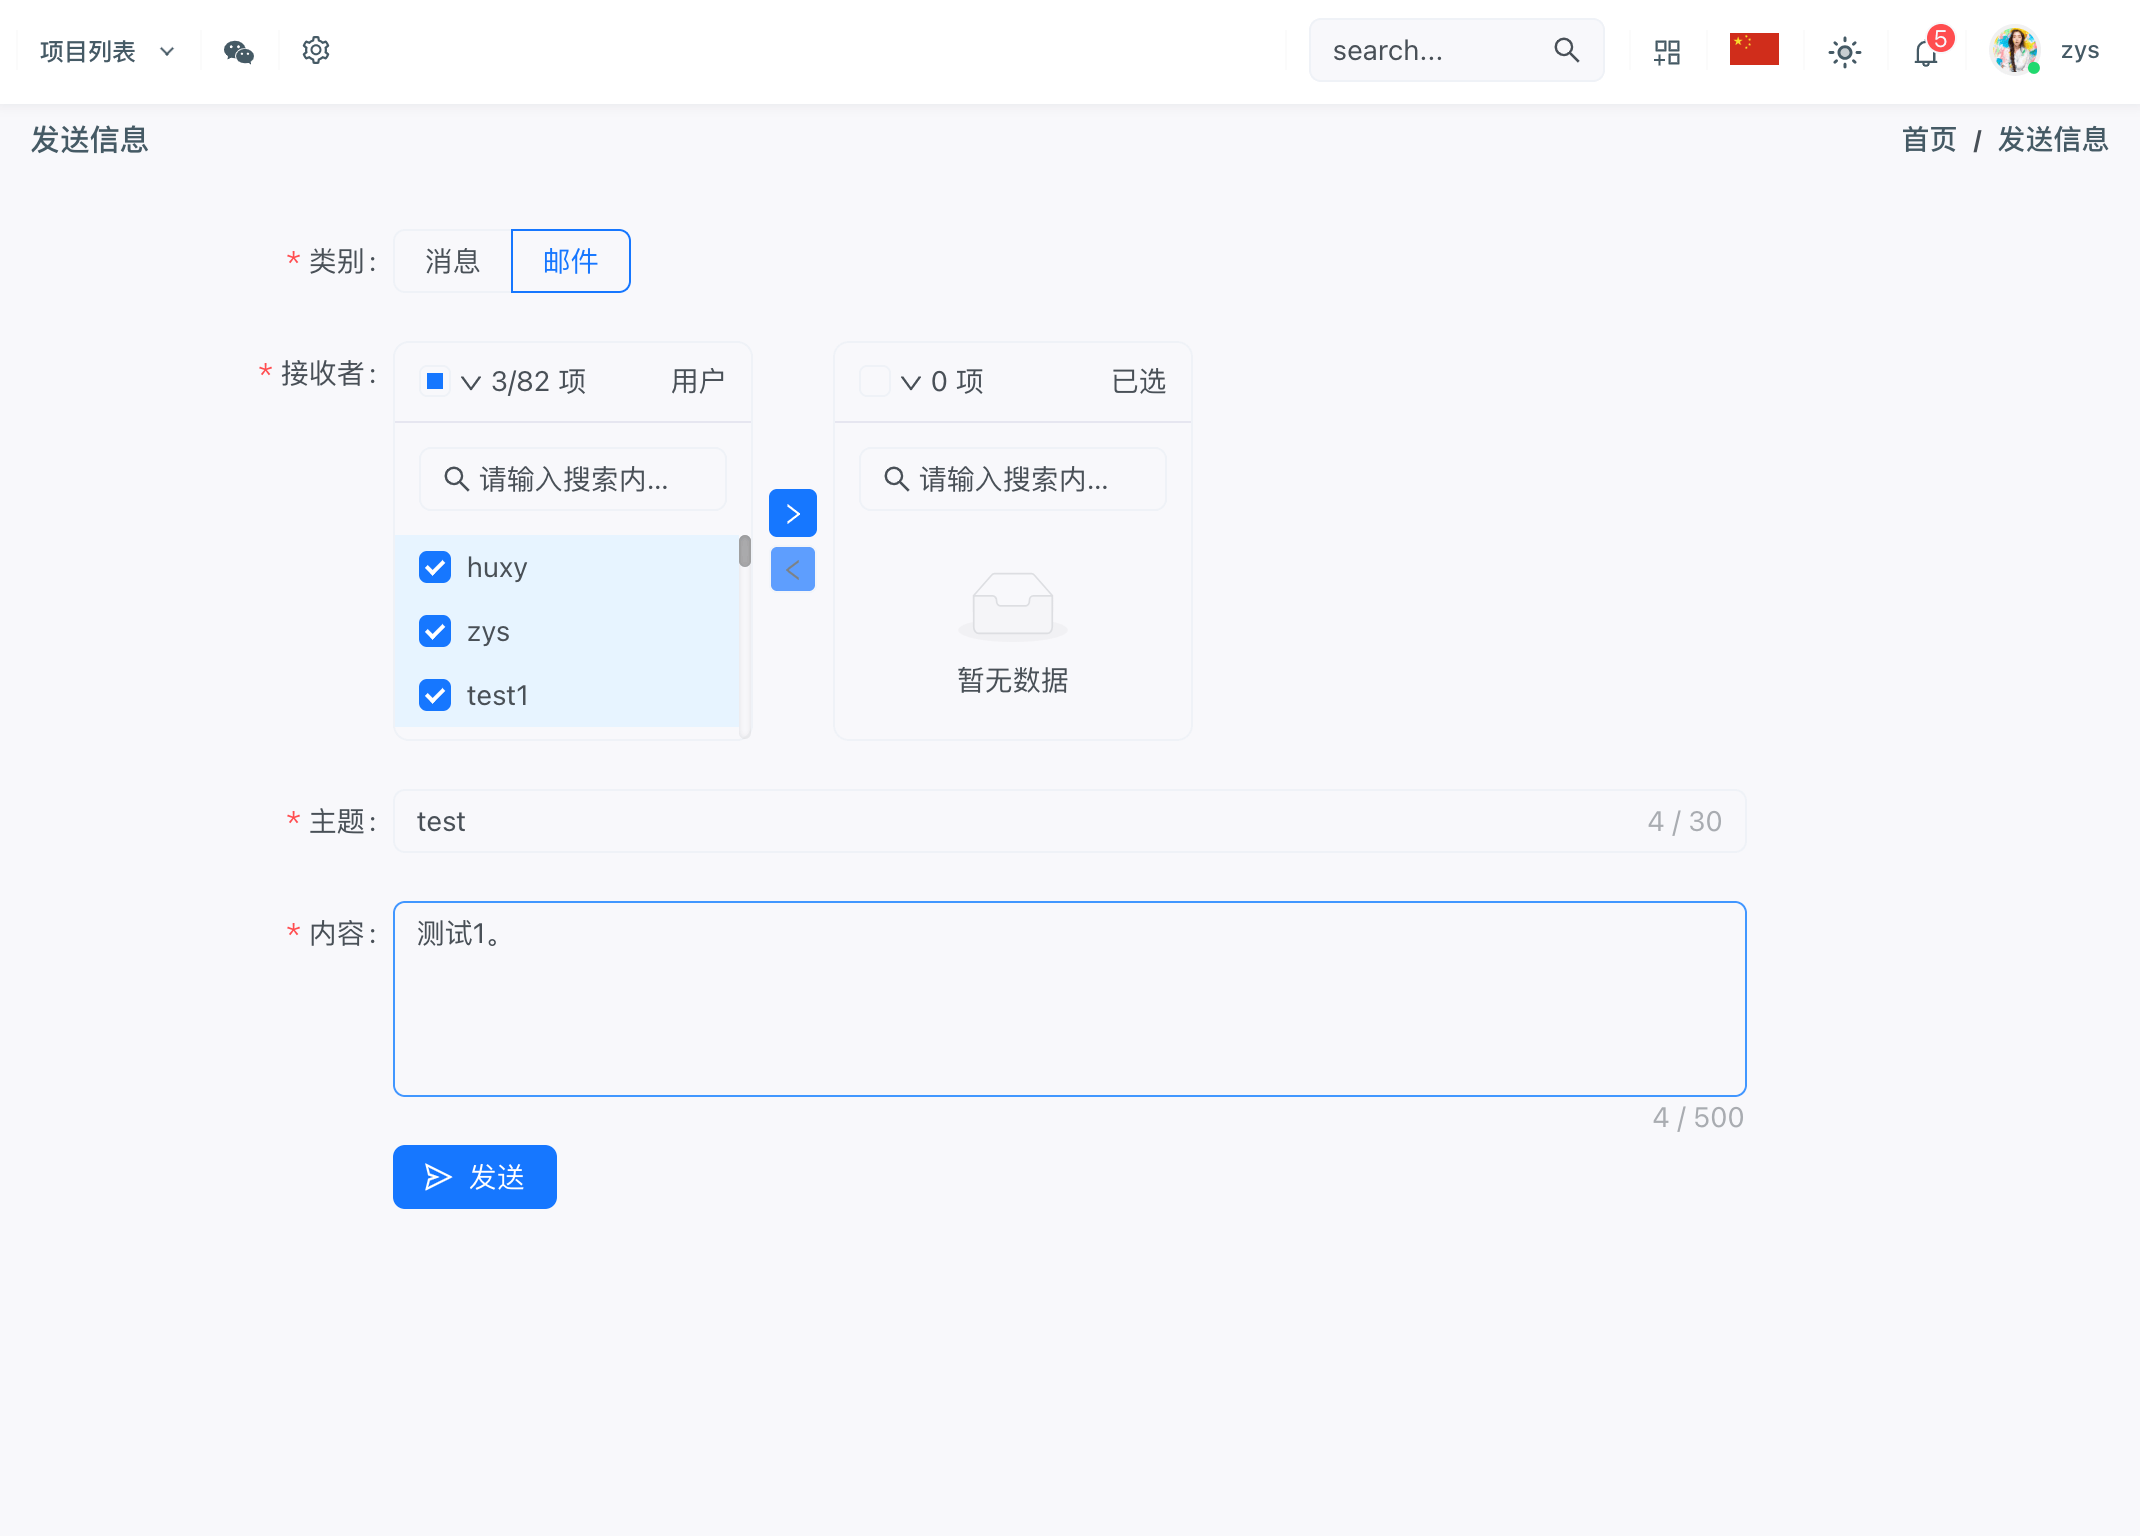 项目列表
search...
5
zys
发送信息
首页 / 发送信息
* 类别:
消息
邮件
* 接收者:
3/82 项
用户
请输入搜索内...
huxy
zys
test1
0 项
已选
请输入搜索内...
暂无数据
* 主题:
test
4 / 30
* 内容:
测试1。
4 / 500
发送